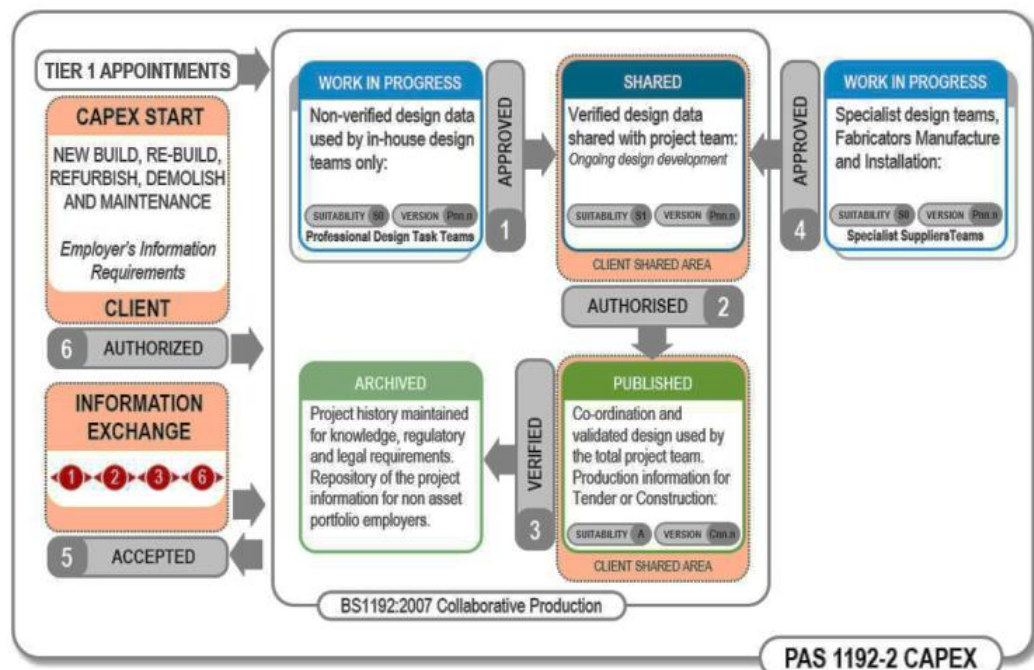 TIER 1 APPOINTMENTS
CAPEX START
NEW BUILD, RE-BUILD,
REFURBISH, DEMOLISH
AND MAINTENANCE
Employer's Information
Requirements
CLIENT
6 AUTHORIZED
INFORMATION
EXCHANGE
1 2 3 6
5 ACCEPTED
WORK IN PROGRESS
Non-verified design data
used by in-house design
teams only:
SUITABILITY S0 VERSION Pnn.n
Professional Design Task Teams
APPROVED
1
SHARED
Verified design data
shared with project team:
Ongoing design development
SUITABILITY S1 VERSION Pnn.n
CLIENT SHARED AREA
APPROVED
4
WORK IN PROGRESS
Specialist design teams,
Fabricators Manufacture
and Installation:
SUITABILITY S0 VERSION Pnn.n
Specialist SuppliersTeams
AUTHORISED 2
ARCHIVED
Project history maintained
for knowledge, regulatory
and legal requirements.
Repository of the project
information for non asset
portfolio employers.
VERIFIED
3
PUBLISHED
Co-ordination and
validated design used by
the total project team.
Production information for
Tender or Construction:
SUITABILITY A VERSION Cnn.n
CLIENT SHARED AREA
BS1192:2007 Collaborative Production
PAS 1192-2 CAPEX